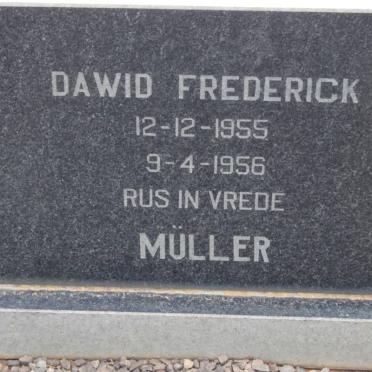 DAWID FREDERICK
12-12-1955
9-4-1956
RUS IN VREDE
MÜLLER